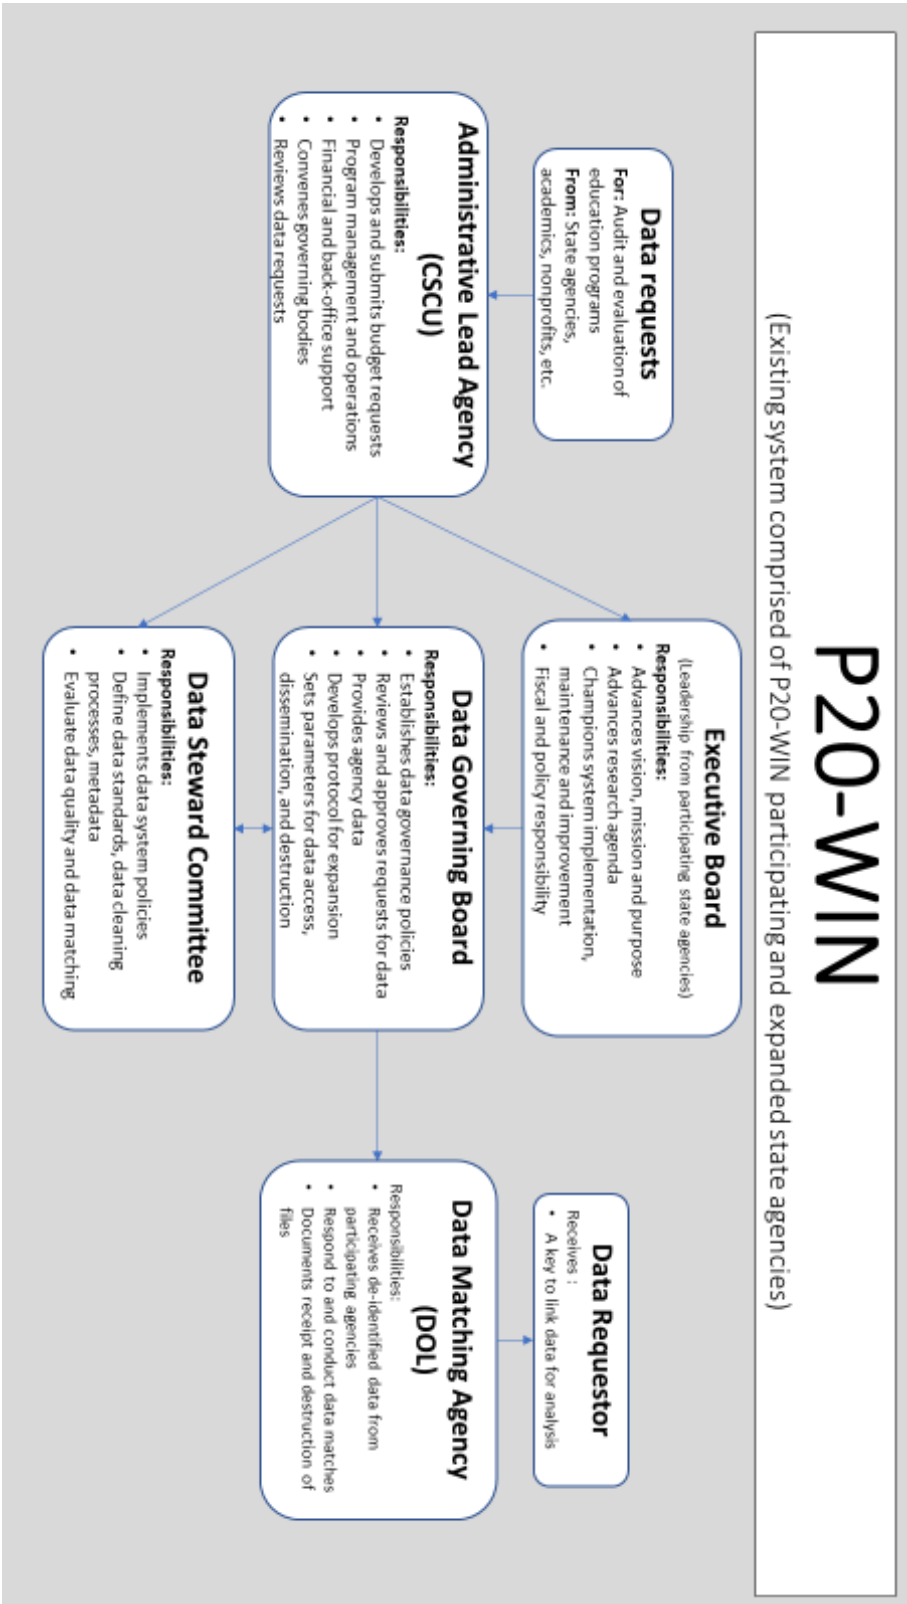 P20-WIN
(Existing system comprised of P20-WIN participating and expanded state agencies)
Data requests
For: Audit and evaluation of
education programs
From: State agencies,
academics, nonprofits, etc.
Administrative Lead Agency
(CSCU)
Responsibilities:
• Develops and submits budget requests
• Program management and operations
• Financial and back-office support
• Convenes governing bodies
• Reviews data requests
Executive Board
(Leadership from participating state agencies)
Responsibilities:
• Advances vision, mission and purpose
• Advances research agenda
• Champions system implementation,
maintenance and improvement
• Fiscal and policy responsibility
Data Governing Board
Responsibilities:
• Establishes data governance policies
• Reviews and approves requests for data
• Provides agency data
• Develops protocol for expansion
• Sets parameters for data access,
dissemination, and destruction
Data Steward Committee
Responsibilities:
• Implements data system policies
• Define data standards, data cleaning
processes, metadata
• Evaluate data quality and data matching
Data Requestor
Receives :
• A key to link data for analysis
Data Matching Agency
(DOL)
Responsibilities:
• Receives de-identified data from
participating agencies
• Respond to and conduct data matches
• Documents receipt and destruction of
files